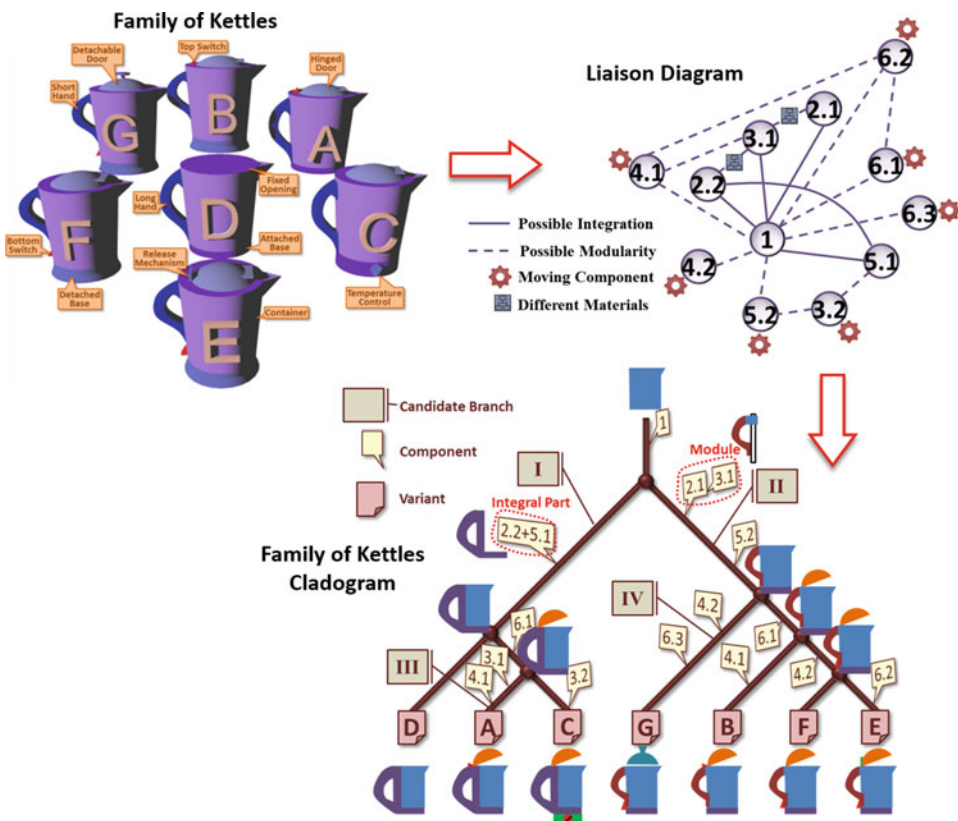 Family of Kettles
Detachable
Door
Top Switch
Hinged
Door
Short
Hand
G
B
A
Long
Hand
Fixed
Opening
F
D
C
Bottom
Switch
Release
Mechanism
Attached
Base
Detached
Base
Temperature
Control
Container
E
Liaison Diagram
6.2
2.1
3.1
4.1
2.2
6.1
6.3
1
4.2
5.1
5.2
3.2
Possible Integration
Possible Modularity
Moving Component
Different Materials
Candidate Branch
Component
Variant
Family of Kettles
Cladogram
1
Module
I
2.1
3.1
II
Integral Part
2.2+5.1
5.2
IV
4.2
6.1
6.3
6.1
3.1
4.1
III
4.1
3.2
4.2
6.2
D
A
C
G
B
F
E